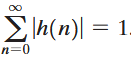 ∞
∑|h(n)| = 1.
n=0